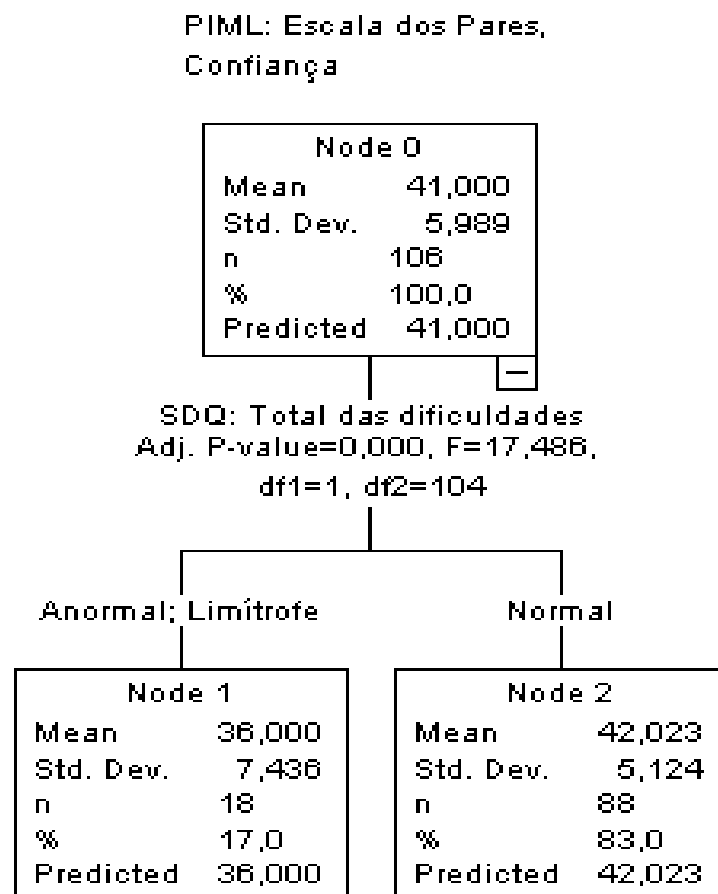 PIML: Escala dos Pares,
Confiança
Node 0
Mean 41,000
Std. Dev. 5,989
n 106
% 100,0
Predicted 41,000
SDQ: Total das dificuldades
Adj. P-value=0,000, F=17,486,
df1=1, df2=104
Anormal; Limítrofe
Normal
Node 1
Mean 36,000
Std. Dev. 7,436
n 18
% 17,0
Predicted 36,000
Node 2
Mean 42,023
Std. Dev. 5,124
n 88
% 83,0
Predicted 42,023